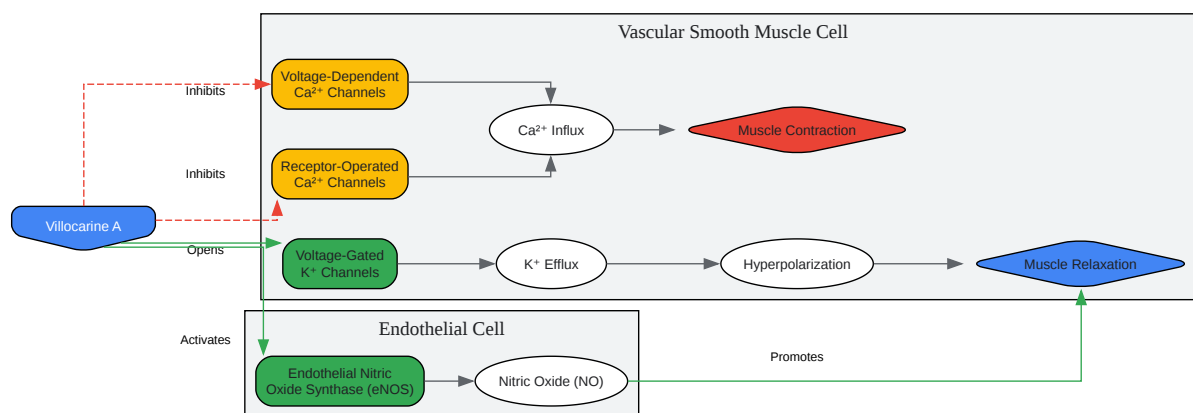 Vascular Smooth Muscle Cell
Voltage-Dependent
Ca²⁺ Channels
Inhibits
Ca²⁺ Influx
Muscle Contraction
Receptor-Operated
Ca²⁺ Channels
Inhibits
Villocarine A
Opens
Voltage-Gated
K⁺ Channels
K⁺ Efflux
Hyperpolarization
Muscle Relaxation
Endothelial Cell
Activates
Endothelial Nitric
Oxide Synthase (eNOS)
Nitric Oxide (NO)
Promotes